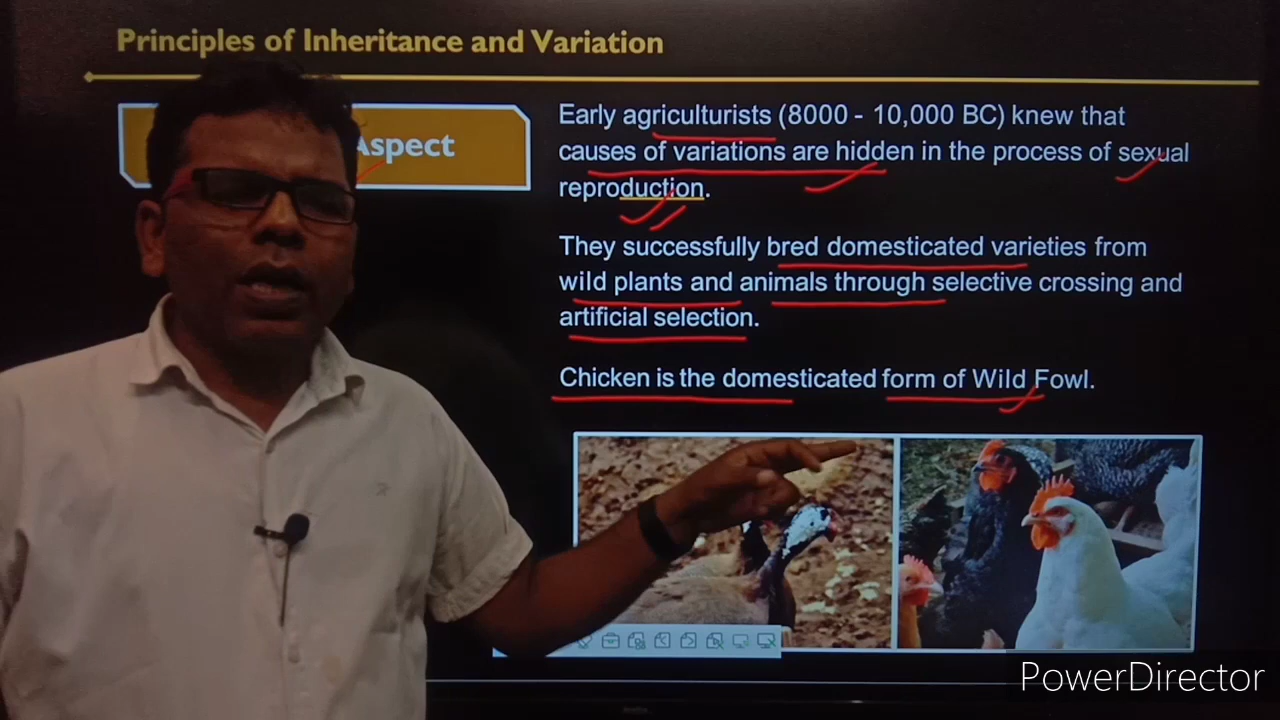 Principles of Inheritance and Variation
Aspect
Early agriculturists (8000 - 10,000 BC) knew that
causes of variations are hidden in the process of sexual
reproduction.
They successfully bred domesticated varieties from
wild plants and animals through selective crossing and
artificial selection.
Chicken is the domesticated form of Wild Fowl.
PowerDirector